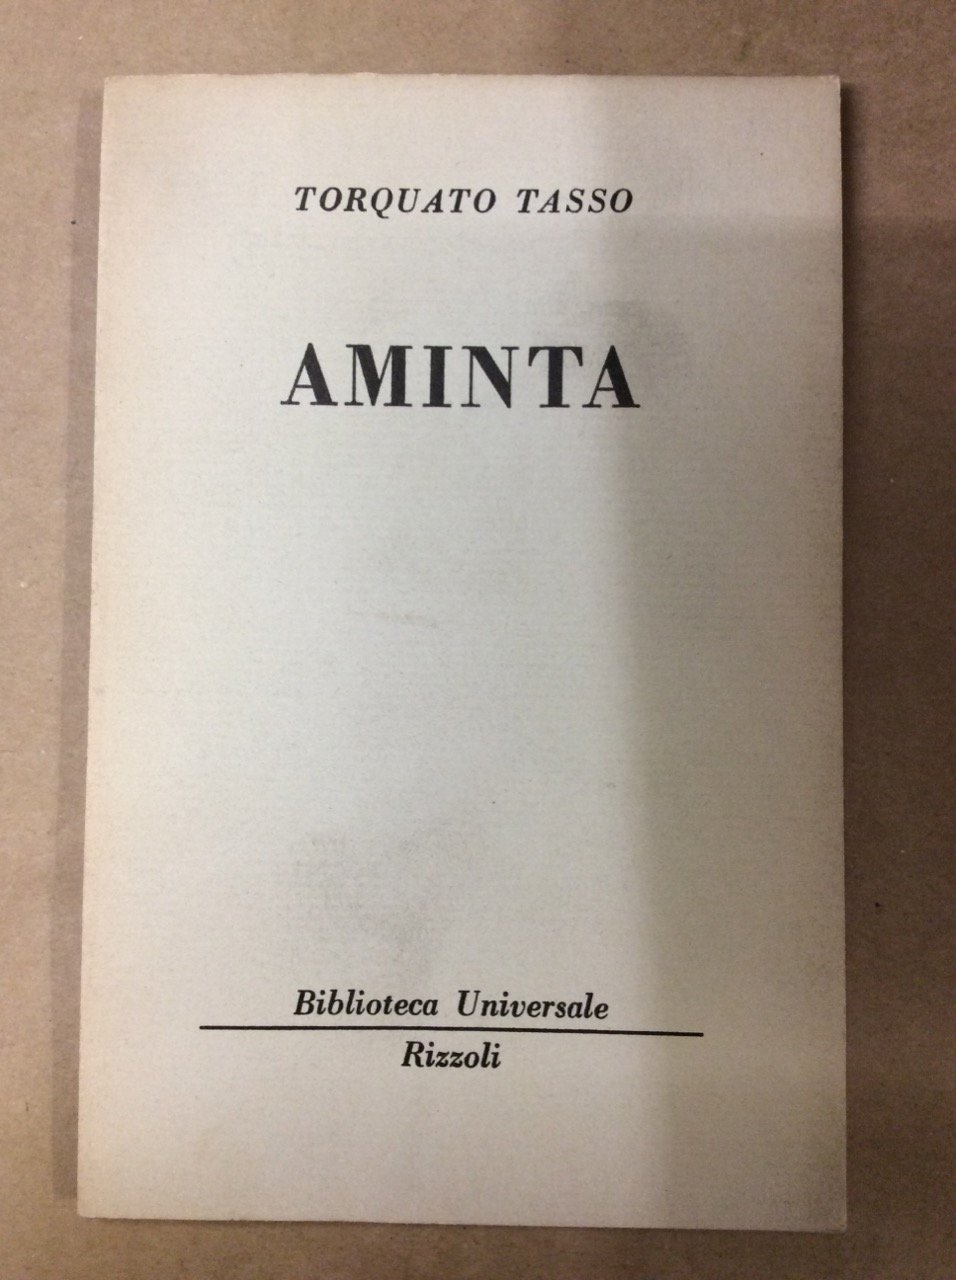 TORQUATO TASSO
AMINTA
Biblioteca Universale
Rizzoli